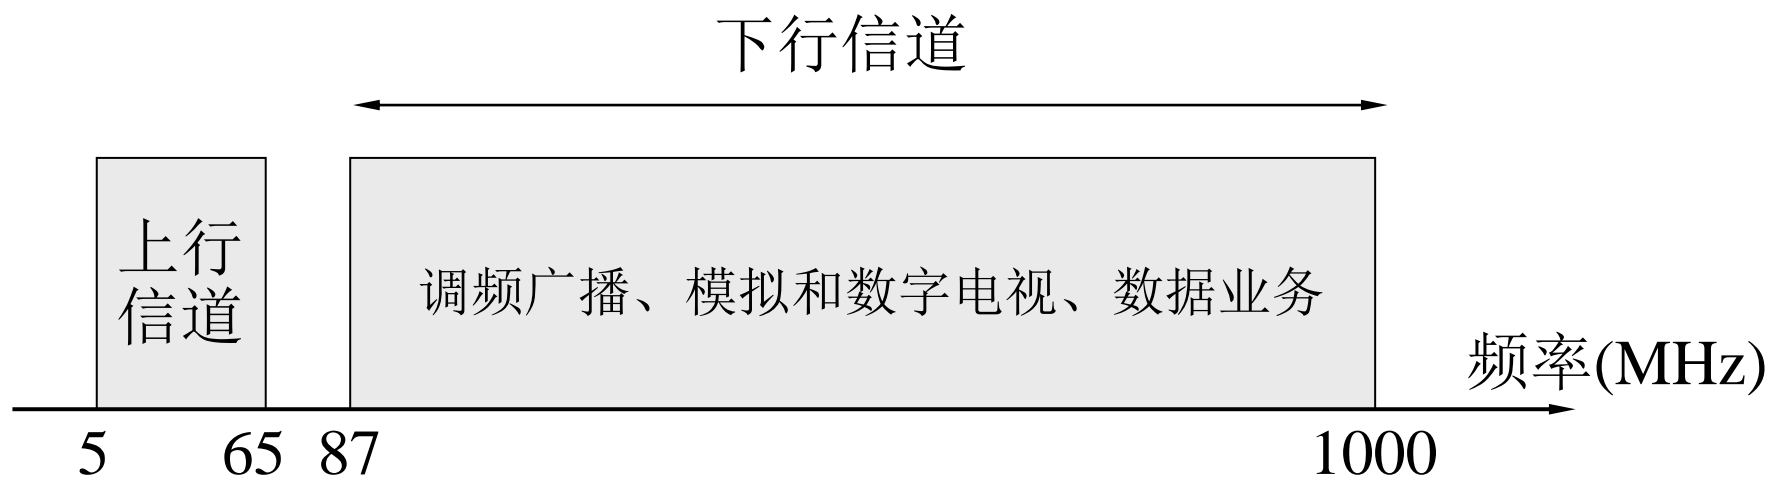 下行信道
上行
信道
调频广播、模拟和数字电视、数据业务
频率(MHz)
5 65 87 1000